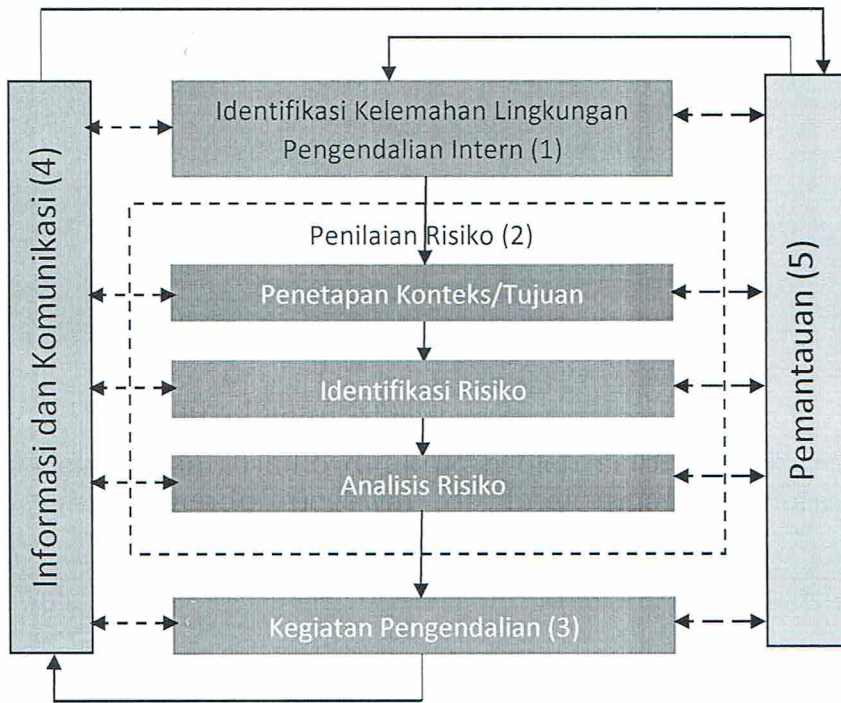 Identifikasi Kelemahan Lingkungan
Pengendalian Intern (1)
Informasi dan Komunikasi (4)
Penilaian Risiko (2)
Penetapan Konteks/Tujuan
Identifikasi Risiko
Analisis Risiko
Kegiatan Pengendalian (3)
Pemantauan (5)